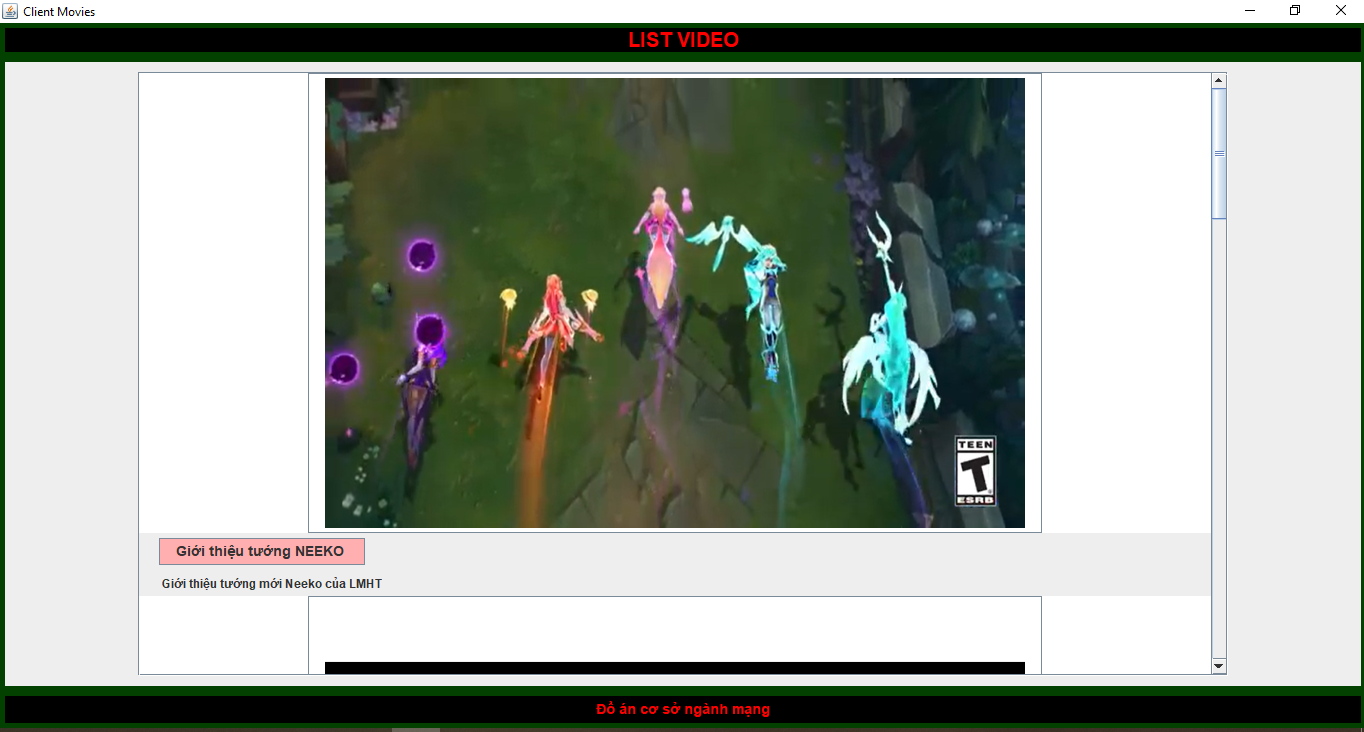 Client Movies
LIST VIDEO
TEEN
T
ESRB
Giới thiệu tướng NEEKO
Giới thiệu tướng mới Neeko của LMHT
Đồ án cơ sở ngành mạng